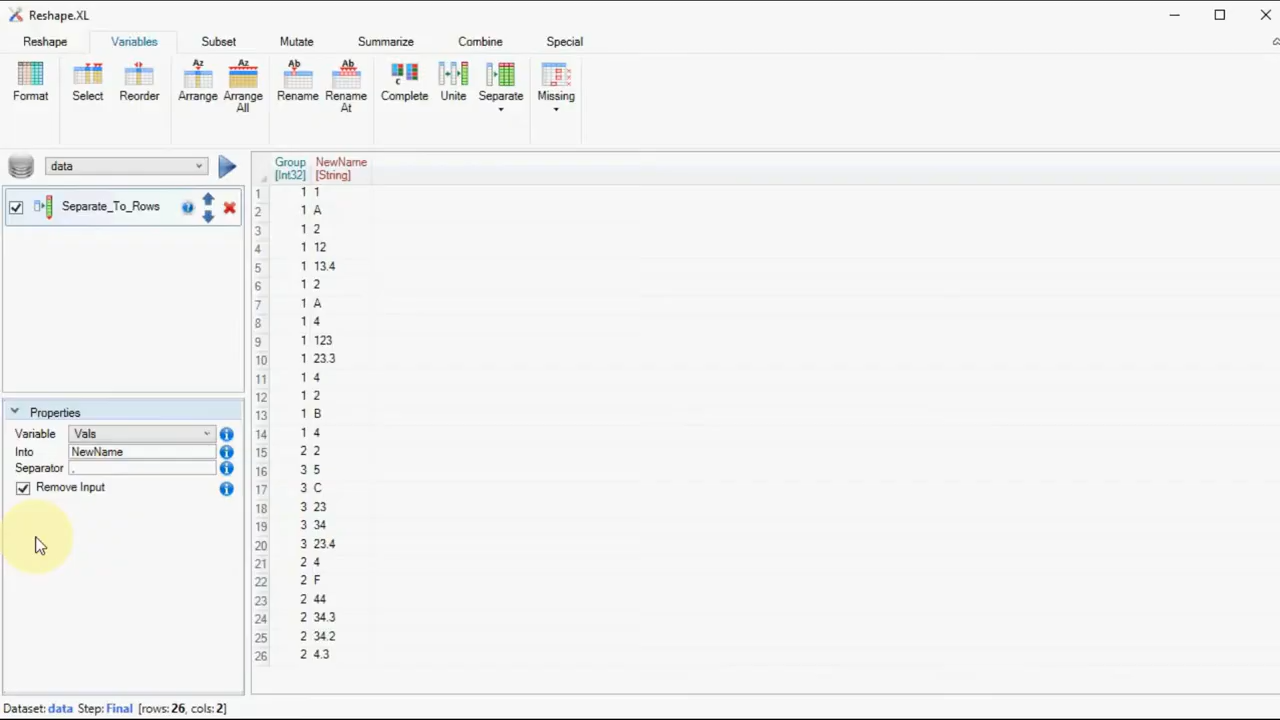 Reshape.XL
Reshape Variables Subset Mutate Summarize Combine Special
Format Select Reorder Arrange Arrange All Rename Rename At Complete Unite Separate Missing
data
Separate_To_Rows
Properties
Variable Vals
Into NewName
Separator ,
Remove Input
Group NewName
[Int32] [String]
1 1 1
2 1 A
3 1 2
4 1 12
5 1 13.4
6 1 2
7 1 A
8 1 4
9 1 123
10 1 23.3
11 1 4
12 1 2
13 1 B
14 1 4
15 2 2
16 3 5
17 3 C
18 3 23
19 3 34
20 3 23.4
21 2 4
22 2 F
23 2 44
24 2 34.3
25 2 34.2
26 2 4.3
Dataset: data Step: Final [rows: 26, cols: 2]